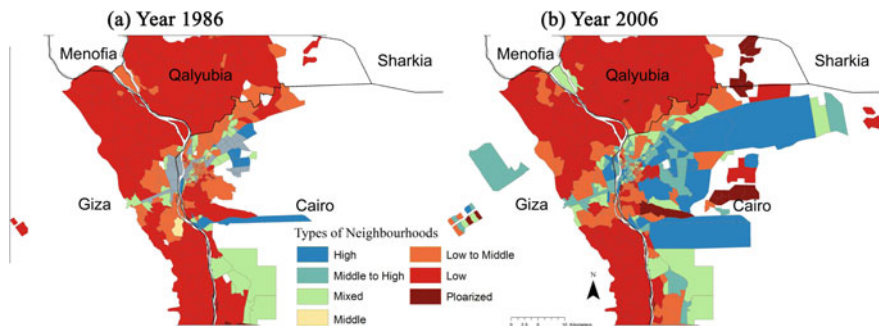 (a) Year 1986
(b) Year 2006
Menofia
Qalyubia
Sharkia
Giza
Cairo
Menofia
Qalyubia
Sharkia
Giza
Cairo
Types of Neighbourhoods
High
Middle to High
Mixed
Middle
Low to Middle
Low
Ploarized
N